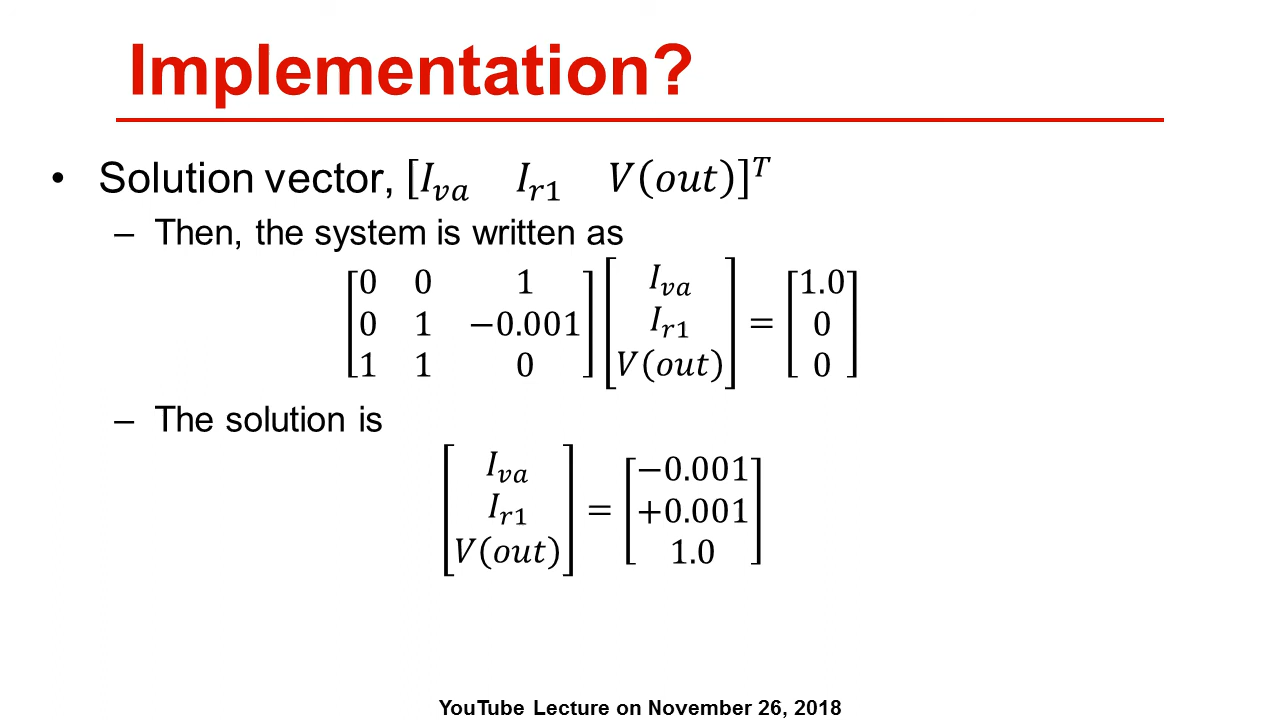 Implementation?
• Solution vector, [I_va I_r1 V(out)]^T
– Then, the system is written as
[0 0 1; 0 1 −0.001; 1 1 0] [I_va; I_r1; V(out)] = [1.0; 0; 0]
– The solution is
[I_va; I_r1; V(out)] = [−0.001; +0.001; 1.0]
YouTube Lecture on November 26, 2018